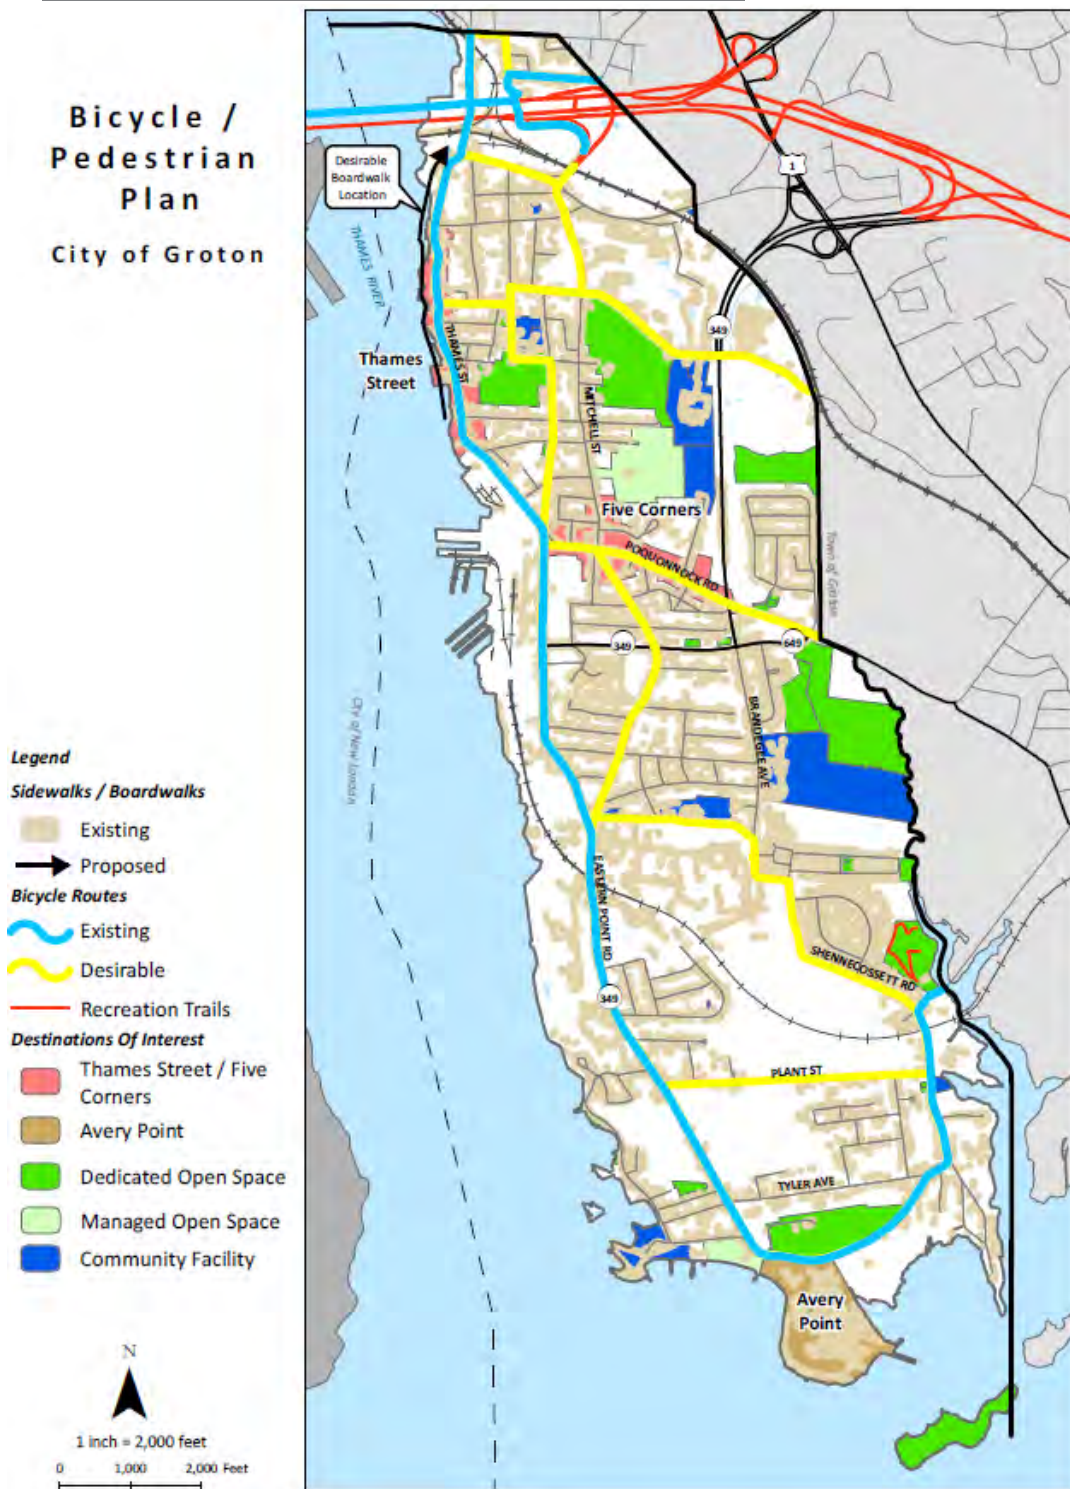 Bicycle /
Pedestrian
Plan
City of Groton
Desirable
Boardwalk
Location
THAMES RIVER
1
349
THAMES ST
Thames
Street
MITCHELL ST
Five Corners
POQUONNOCK RD
Town of Groton
349
649
City of New London
BRANDEGEE AVE
EASTERN POINT RD
SHENNECOSSETT RD
349
PLANT ST
TYLER AVE
Avery
Point
Legend
Sidewalks / Boardwalks
Existing
Proposed
Bicycle Routes
Existing
Desirable
Recreation Trails
Destinations Of Interest
Thames Street / Five
Corners
Avery Point
Dedicated Open Space
Managed Open Space
Community Facility
N
1 inch = 2,000 feet
0 1,000 2,000 Feet